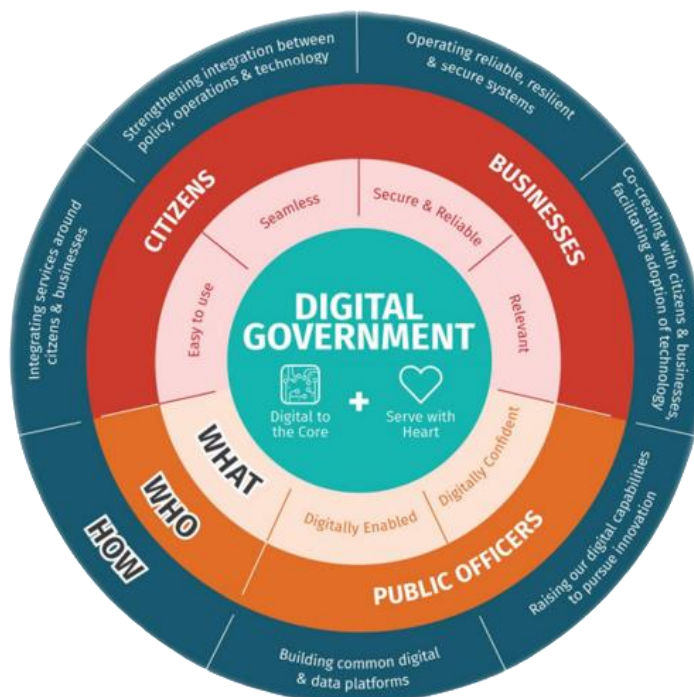 Strengthening integration between
policy, operations & technology
Operating reliable, resilient
& secure systems
Integrating services around
citzens & businesses
Co-creating with citizens & businesses,
facilitating adoption of technology
CITIZENS
BUSINESSES
Easy to use
Seamless
Secure & Reliable
Relevant
DIGITAL
GOVERNMENT
Digital to
the Core
+
Serve with
Heart
WHAT
WHO
HOW
Digitally Enabled
Digitally Confident
PUBLIC OFFICERS
Building common digital
& data platforms
Raising our digital capabilities
to pursue innovation